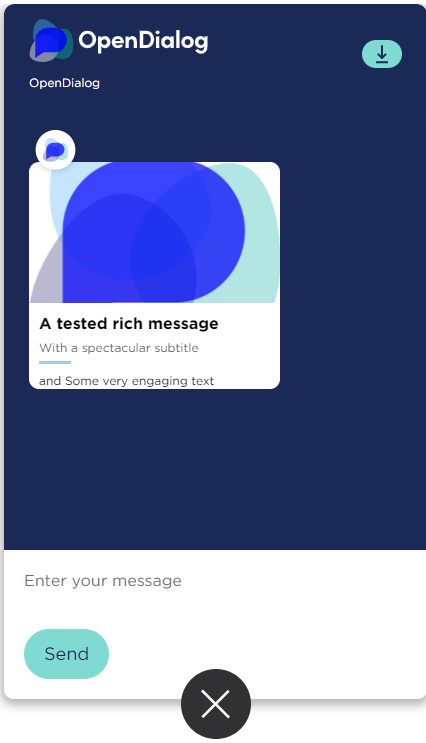 OpenDialog
OpenDialog
A tested rich message
With a spectacular subtitle
and Some very engaging text
Enter your message
Send